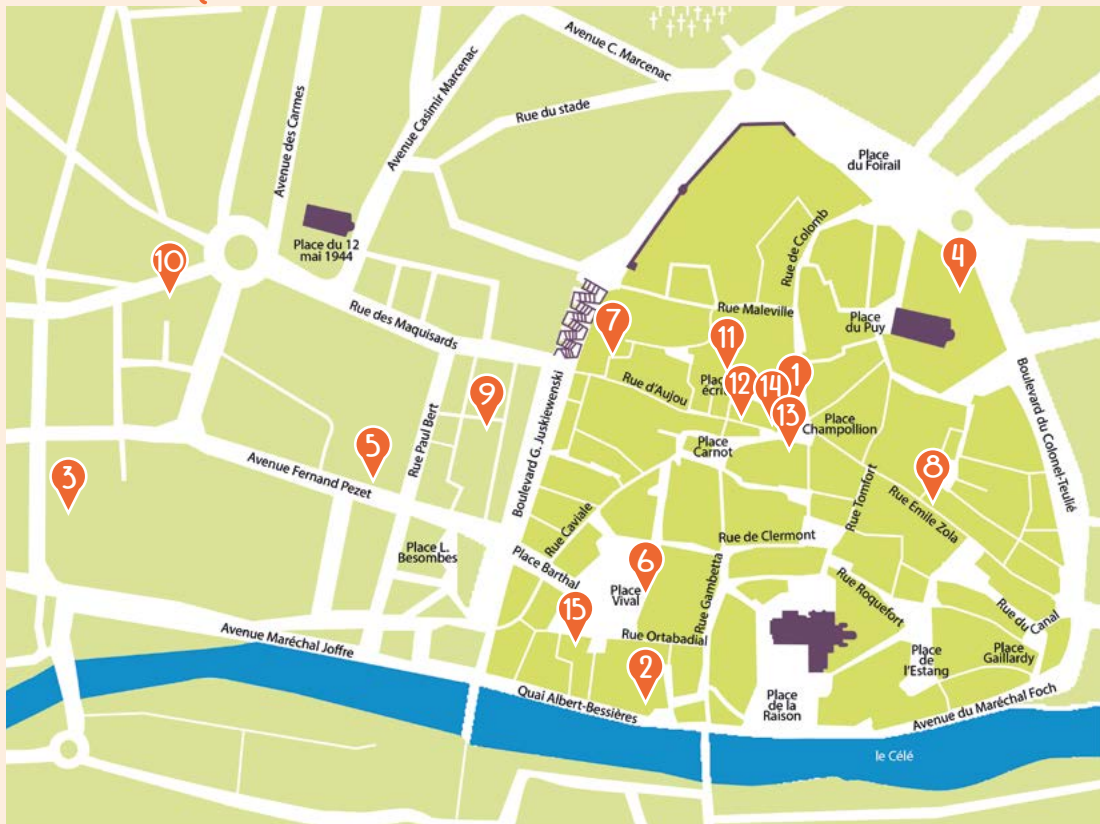 Avenue C. Marcenac
Rue du stade
Avenue Casimir Marcenac
Avenue des Carmes
Place
du Foirail
Place du 12
mai 1944
10
4
Rue de Colomb
Rue Maleville
Place
du Puy
Rue des Maquisards
7
11
Place
écri
12
14
1
13
Rue d'Aujou
Place
Champollion
Place
Carnot
9
Rue Paul Bert
Boulevard G. Juskiewenski
Boulevard du Colonel-Teulié
5
3
Avenue Fernand Pezet
8
Rue Emile Zola
Rue Tomfort
Rue Caviale
Rue de Clermont
Place L.
Besombes
Place Barthal
6
Place
Vival
Rue Gambetta
Rue Roquefort
Rue du Canal
15
Rue Ortabadial
Avenue Maréchal Joffre
2
Place
de
l'Estang
Place
Gaillardy
Quai Albert-Bessières
Place
de la
Raison
Avenue du Maréchal Foch
le Célé